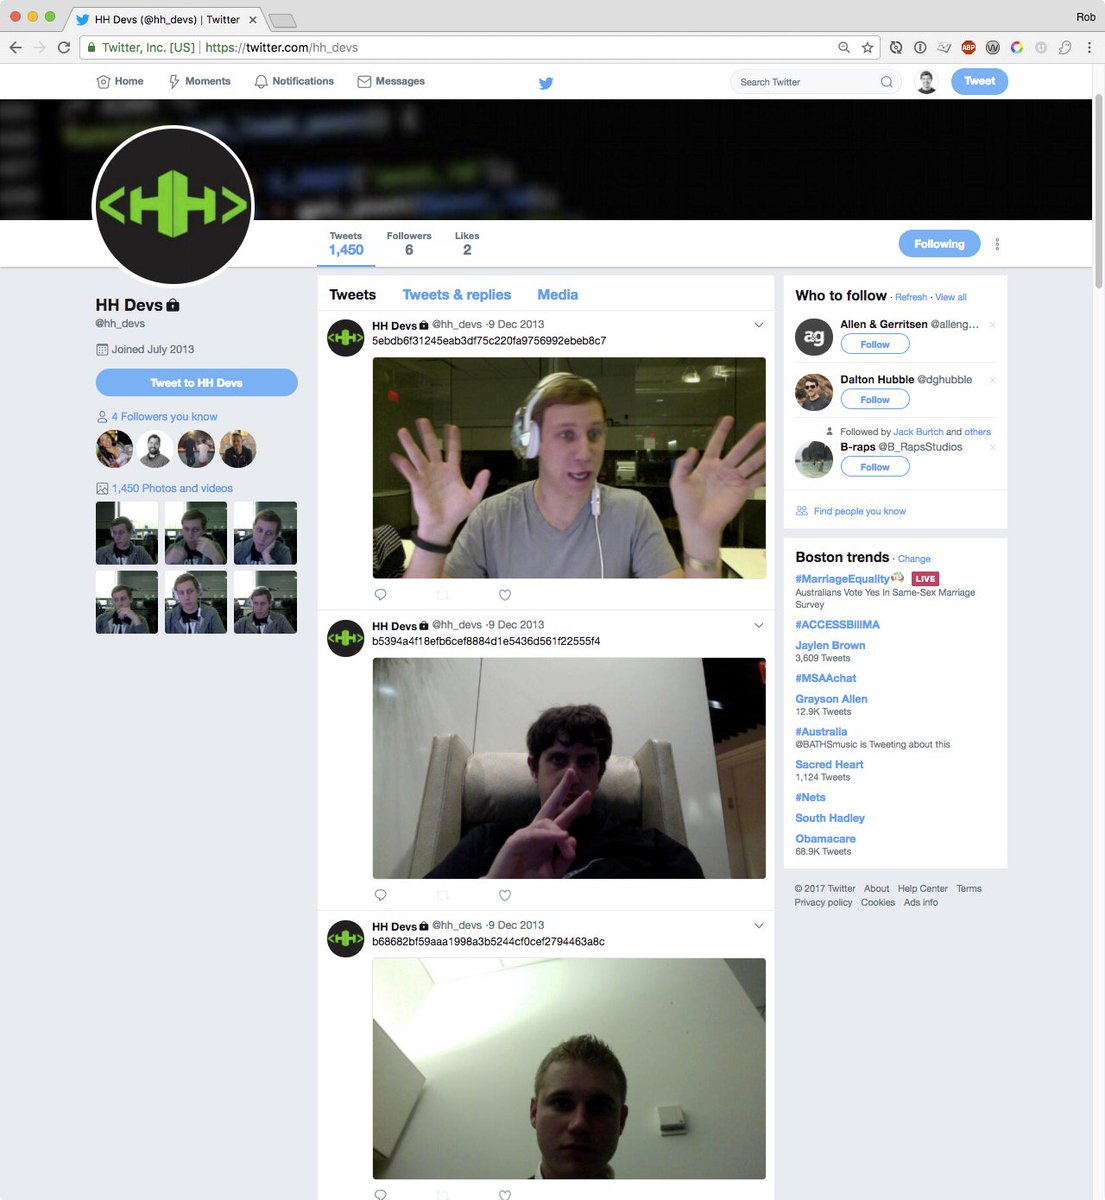 HH Devs (@hh_devs) | Twitter
Rob
Twitter, Inc. [US] | https://twitter.com/hh_devs
ABP
Home
Moments
Notifications
Messages
Search Twitter
Tweet
<HH>
Tweets
1,450
Followers
6
Likes
2
Following
HH Devs
@hh_devs
Joined July 2013
Tweet to HH Devs
4 Followers you know
1,450 Photos and videos
Tweets
Tweets & replies
Media
HH Devs @hh_devs · 9 Dec 2013
5ebdb6f31245eab3df75c220fa9756992ebeb8c7
HH Devs @hh_devs · 9 Dec 2013
b5394a4f18efb6cef8884d1e5436d561f22555f4
HH Devs @hh_devs · 9 Dec 2013
b68682bf59aaa1998a3b5244cf0cef2794463a8c
Who to follow · Refresh · View all
a&g
Allen & Gerritsen @alleng...
Follow
Dalton Hubble @dghubble
Follow
Followed by Jack Burtch and others
B-raps @B_RapsStudios
Follow
Find people you know
Boston trends · Change
#MarriageEquality LIVE
Australians Vote Yes In Same-Sex Marriage
Survey
#ACCESSBillMA
Jaylen Brown
3,609 Tweets
#MSAAchat
Grayson Allen
12.9K Tweets
#Australia
@BATHSmusic is Tweeting about this
Sacred Heart
1,124 Tweets
#Nets
South Hadley
Obamacare
68.9K Tweets
© 2017 Twitter About Help Center Terms
Privacy policy Cookies Ads info